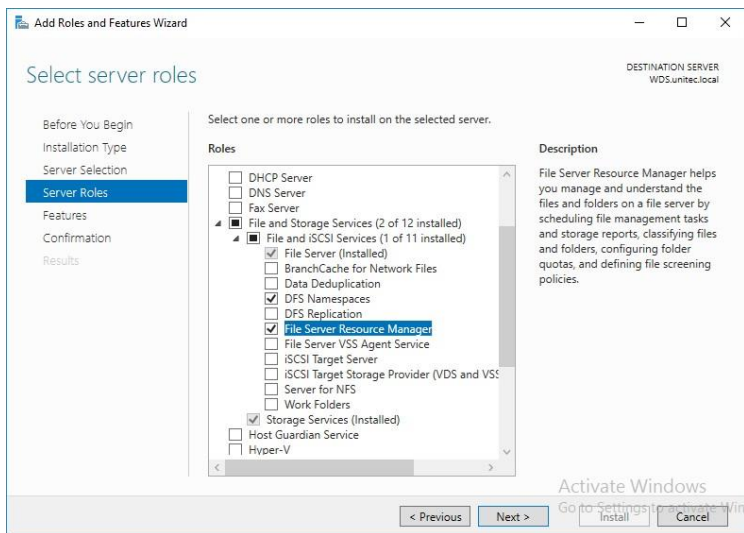 Add Roles and Features Wizard
Select server roles
DESTINATION SERVER
WDS.unitec.local
Before You Begin
Installation Type
Server Selection
Server Roles
Features
Confirmation
Results
Select one or more roles to install on the selected server.
Roles
DHCP Server
DNS Server
Fax Server
File and Storage Services (2 of 12 installed)
File and iSCSI Services (1 of 11 installed)
File Server (Installed)
BranchCache for Network Files
Data Deduplication
DFS Namespaces
DFS Replication
File Server Resource Manager
File Server VSS Agent Service
iSCSI Target Server
iSCSI Target Storage Provider (VDS and VSS
Server for NFS
Work Folders
Storage Services (Installed)
Host Guardian Service
Hyper-V
Description
File Server Resource Manager helps
you manage and understand the
files and folders on a file server by
scheduling file management tasks
and storage reports, classifying files
and folders, configuring folder
quotas, and defining file screening
policies.
Activate Windows
Go to Settings to activate Win
< Previous
Next >
Install
Cancel